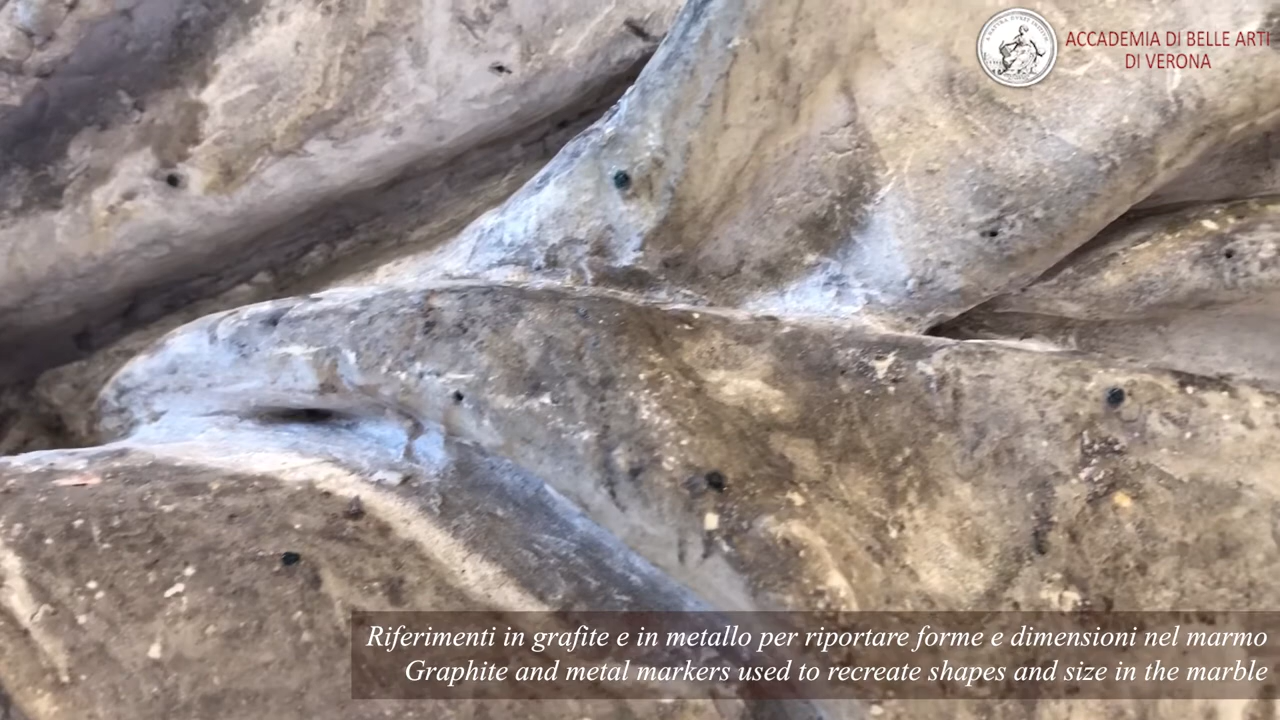 ACCADEMIA DI BELLE ARTI
DI VERONA
Riferimenti in grafite e in metallo per riportare forme e dimensioni nel marmo
Graphite and metal markers used to recreate shapes and size in the marble